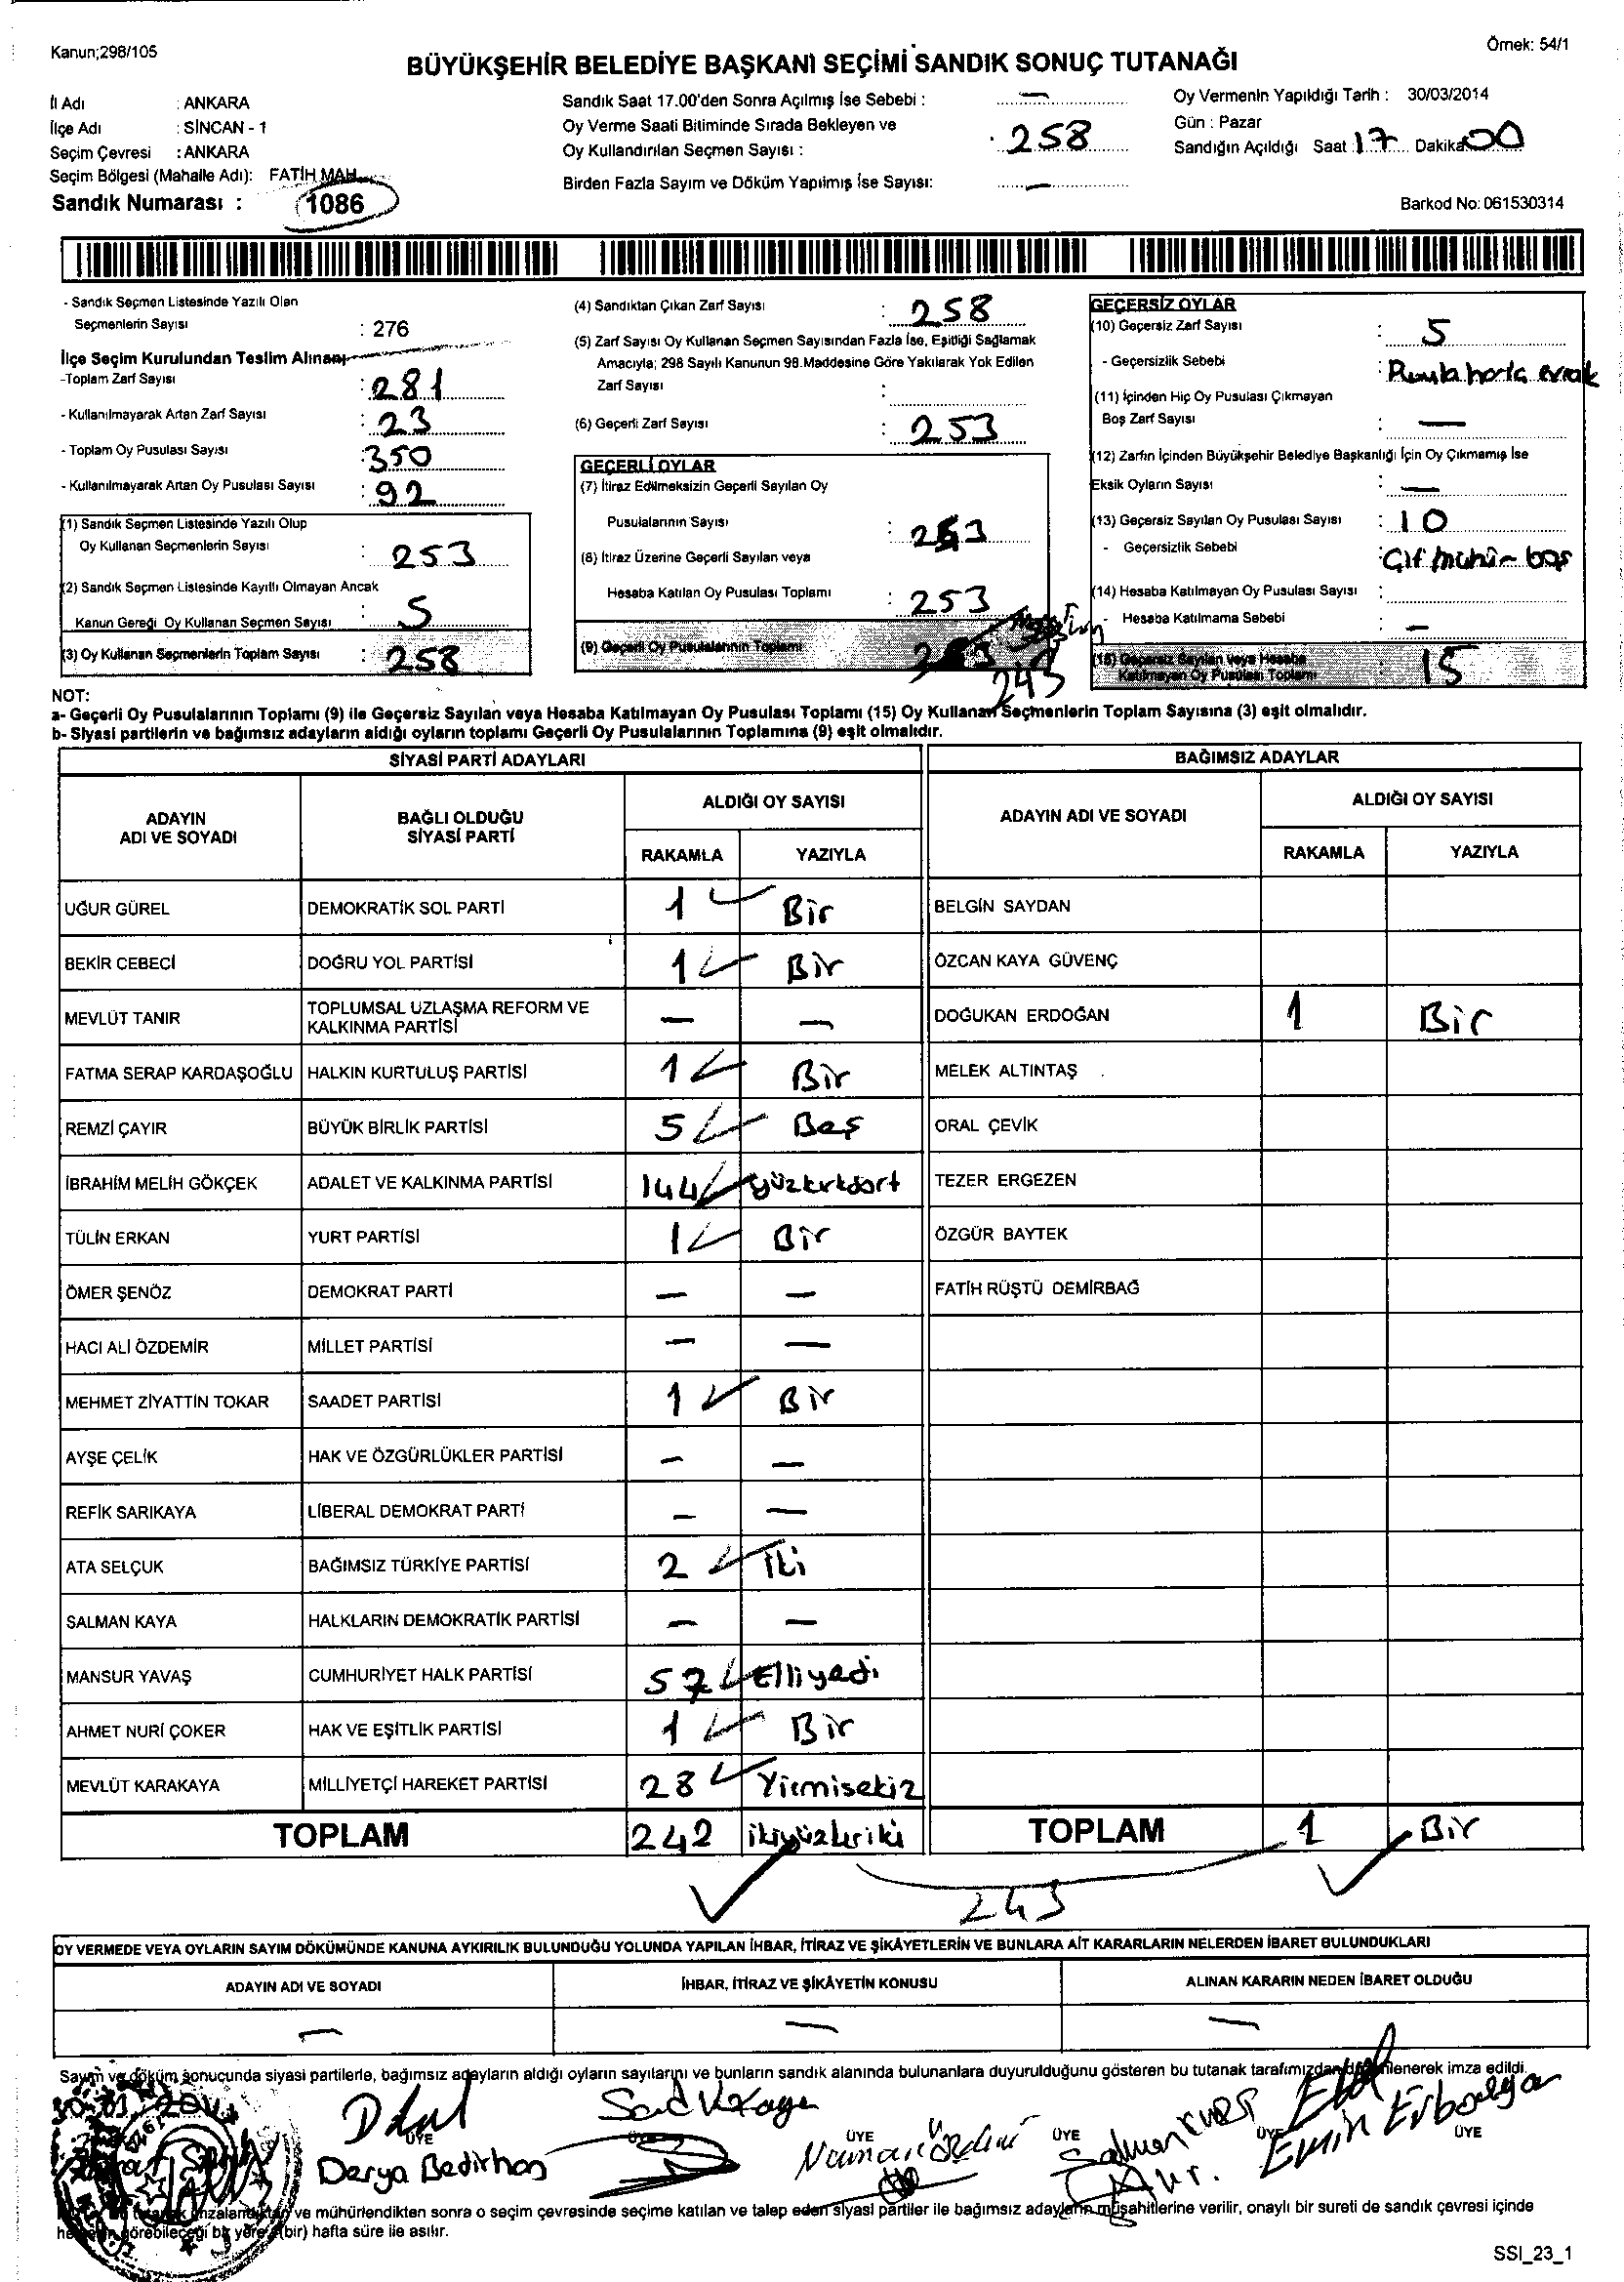 Kanun;298/105
Örnek: 54/1
BÜYÜKŞEHİR BELEDİYE BAŞKANI SEÇİMİ SANDIK SONUÇ TUTANAĞI
İl Adı : ANKARA
İlçe Adı : SİNCAN - 1
Seçim Çevresi : ANKARA
Seçim Bölgesi (Mahalle Adı): FATİH MAH.
Sandık Numarası : 1086
Sandık Saat 17.00'den Sonra Açılmış İse Sebebi : —
Oy Verme Saati Bitiminde Sırada Bekleyen ve
Oy Kullandırılan Seçmen Sayısı : 258
Birden Fazla Sayım ve Döküm Yapılmış İse Sayısı: —
Oy Vermenin Yapıldığı Tarih : 30/03/2014
Gün : Pazar
Sandığın Açıldığı Saat : 17 Dakika 00
Barkod No: 061530314
- Sandık Seçmen Listesinde Yazılı Olan
Seçmenlerin Sayısı : 276
İlçe Seçim Kurulundan Teslim Alınan;
-Toplam Zarf Sayısı : 281
- Kullanılmayarak Artan Zarf Sayısı : 23
- Toplam Oy Pusulası Sayısı : 350
- Kullanılmayarak Artan Oy Pusulası Sayısı : 92
(1) Sandık Seçmen Listesinde Yazılı Olup
Oy Kullanan Seçmenlerin Sayısı : 253
(2) Sandık Seçmen Listesinde Kayıtlı Olmayan Ancak
Kanun Gereği Oy Kullanan Seçmen Sayısı : 5
(3) Oy Kullanan Seçmenlerin Toplam Sayısı : 258
(4) Sandıktan Çıkan Zarf Sayısı : 258
(5) Zarf Sayısı Oy Kullanan Seçmen Sayısından Fazla İse, Eşitliği Sağlamak
Amacıyla; 298 Sayılı Kanunun 98.Maddesine Göre Yakılarak Yok Edilen
Zarf Sayısı :
(6) Geçerli Zarf Sayısı : 253
GEÇERLİ OYLAR
(7) İtiraz Edilmeksizin Geçerli Sayılan Oy
Pusulalarının Sayısı : 253
(8) İtiraz Üzerine Geçerli Sayılan veya
Hesaba Katılan Oy Pusulası Toplamı : 253
(9) Geçerli Oy Pusulalarının Toplamı
243
GEÇERSİZ OYLAR
(10) Geçersiz Zarf Sayısı : 5
- Geçersizlik Sebebi : evrak
(11) İçinden Hiç Oy Pusulası Çıkmayan
Boş Zarf Sayısı : —
(12) Zarfın İçinden Büyükşehir Belediye Başkanlığı İçin Oy Çıkmamış İse
Eksik Oyların Sayısı : —
(13) Geçersiz Sayılan Oy Pusulası Sayısı : 10
- Geçersizlik Sebebi : Çif mühür boş
(14) Hesaba Katılmayan Oy Pusulası Sayısı :
- Hesaba Katılmama Sebebi : —
(15) Geçersiz Sayılan veya Hesaba
Katılmayan Oy Pusulası Toplamı : 15
NOT:
a- Geçerli Oy Pusulalarının Toplamı (9) ile Geçersiz Sayılan veya Hesaba Katılmayan Oy Pusulası Toplamı (15) Oy Kullanan Seçmenlerin Toplam Sayısına (3) eşit olmalıdır.
b- Siyasi partilerin ve bağımsız adayların aldığı oyların toplamı Geçerli Oy Pusulalarının Toplamına (9) eşit olmalıdır.
SİYASİ PARTİ ADAYLARI
ADAYIN ADI VE SOYADI
BAĞLI OLDUĞU SİYASİ PARTİ
ALDIĞI OY SAYISI
RAKAMLA YAZIYLA
UĞUR GÜREL DEMOKRATİK SOL PARTİ 1 Bir
BEKİR CEBECİ DOĞRU YOL PARTİSİ 1 Bir
MEVLÜT TANIR TOPLUMSAL UZLAŞMA REFORM VE KALKINMA PARTİSİ — —
FATMA SERAP KARDAŞOĞLU HALKIN KURTULUŞ PARTİSİ 1 Bir
REMZİ ÇAYIR BÜYÜK BİRLİK PARTİSİ 5 Beş
İBRAHİM MELİH GÖKÇEK ADALET VE KALKINMA PARTİSİ 144 yüzkırkdört
TÜLİN ERKAN YURT PARTİSİ 1 Bir
ÖMER ŞENÖZ DEMOKRAT PARTİ — —
HACI ALİ ÖZDEMİR MİLLET PARTİSİ — —
MEHMET ZİYATTİN TOKAR SAADET PARTİSİ 1 Bir
AYŞE ÇELİK HAK VE ÖZGÜRLÜKLER PARTİSİ — —
REFİK SARIKAYA LİBERAL DEMOKRAT PARTİ — —
ATA SELÇUK BAĞIMSIZ TÜRKİYE PARTİSİ 2 İki
SALMAN KAYA HALKLARIN DEMOKRATİK PARTİSİ — —
MANSUR YAVAŞ CUMHURİYET HALK PARTİSİ 57 Elliyedi
AHMET NURİ ÇOKER HAK VE EŞİTLİK PARTİSİ 1 Bir
MEVLÜT KARAKAYA MİLLİYETÇİ HAREKET PARTİSİ 28 Yirmisekiz
TOPLAM 242
BAĞIMSIZ ADAYLAR
ADAYIN ADI VE SOYADI
ALDIĞI OY SAYISI
RAKAMLA YAZIYLA
BELGİN SAYDAN
ÖZCAN KAYA GÜVENÇ
DOĞUKAN ERDOĞAN 1 Bir
MELEK ALTINTAŞ
ORAL ÇEVİK
TEZER ERGEZEN
ÖZGÜR BAYTEK
FATİH RÜŞTÜ DEMİRBAĞ
TOPLAM 1 Bir
243
OY VERMEDE VEYA OYLARIN SAYIM DÖKÜMÜNDE KANUNA AYKIRILIK BULUNDUĞU YOLUNDA YAPILAN İHBAR, İTİRAZ VE ŞİKÂYETLERİN VE BUNLARA AİT KARARLARIN NELERDEN İBARET BULUNDUKLARI
ADAYIN ADI VE SOYADI İHBAR, İTİRAZ VE ŞİKÂYETİN KONUSU ALINAN KARARIN NEDEN İBARET OLDUĞU
— — —
Sayım ve döküm sonucunda siyasi partilerle, bağımsız adayların aldığı oyların sayılarını ve bunların sandık alanında bulunanlara duyurulduğunu gösteren bu tutanak tarafımızdan imza edildi.
ÜYE ÜYE ÜYE ÜYE ÜYE ÜYE
Derya Bedirhan
ve mühürlendikten sonra o seçim çevresinde seçime katılan ve talep eden siyasi partiler ile bağımsız adayların müşahitlerine verilir, onaylı bir sureti de sandık çevresi içinde
görebileceği bir yere (bir) hafta süre ile asılır.
SSI_23_1